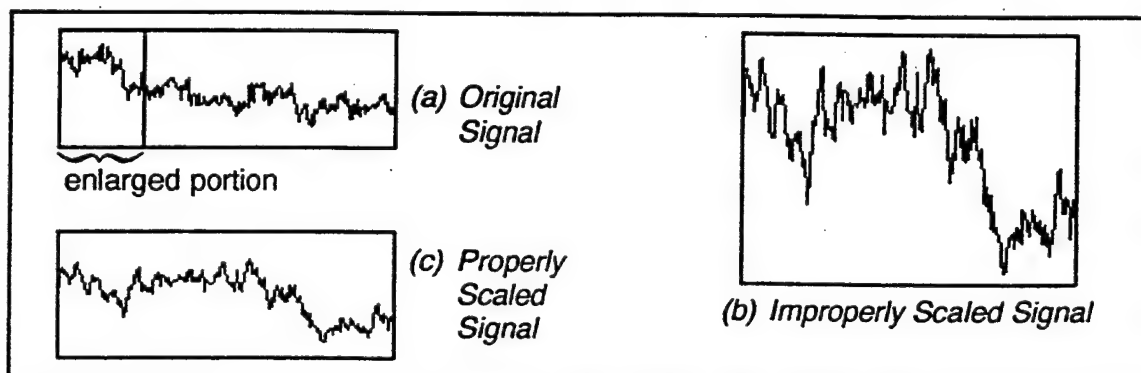 (a) Original
Signal
enlarged portion
(c) Properly
Scaled
Signal
(b) Improperly Scaled Signal